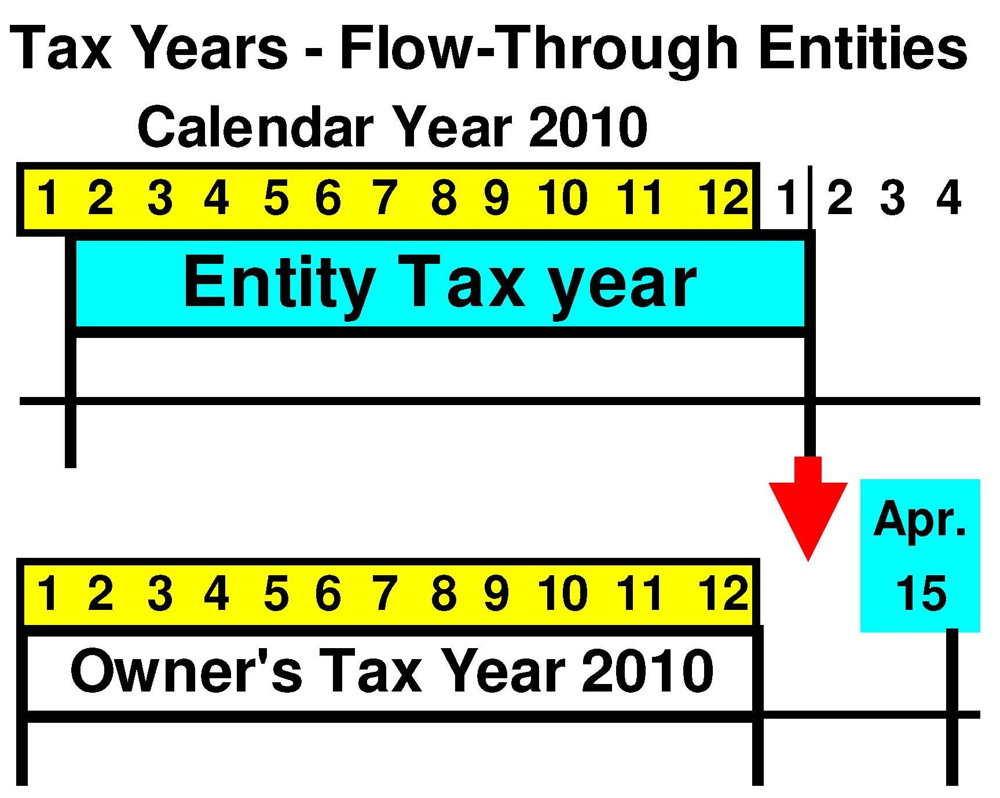 Tax Years - Flow-Through Entities
Calendar Year 2010
1 2 3 4 5 6 7 8 9 10 11 12 1 2 3 4
Entity Tax year
Apr.
15
1 2 3 4 5 6 7 8 9 10 11 12
Owner's Tax Year 2010